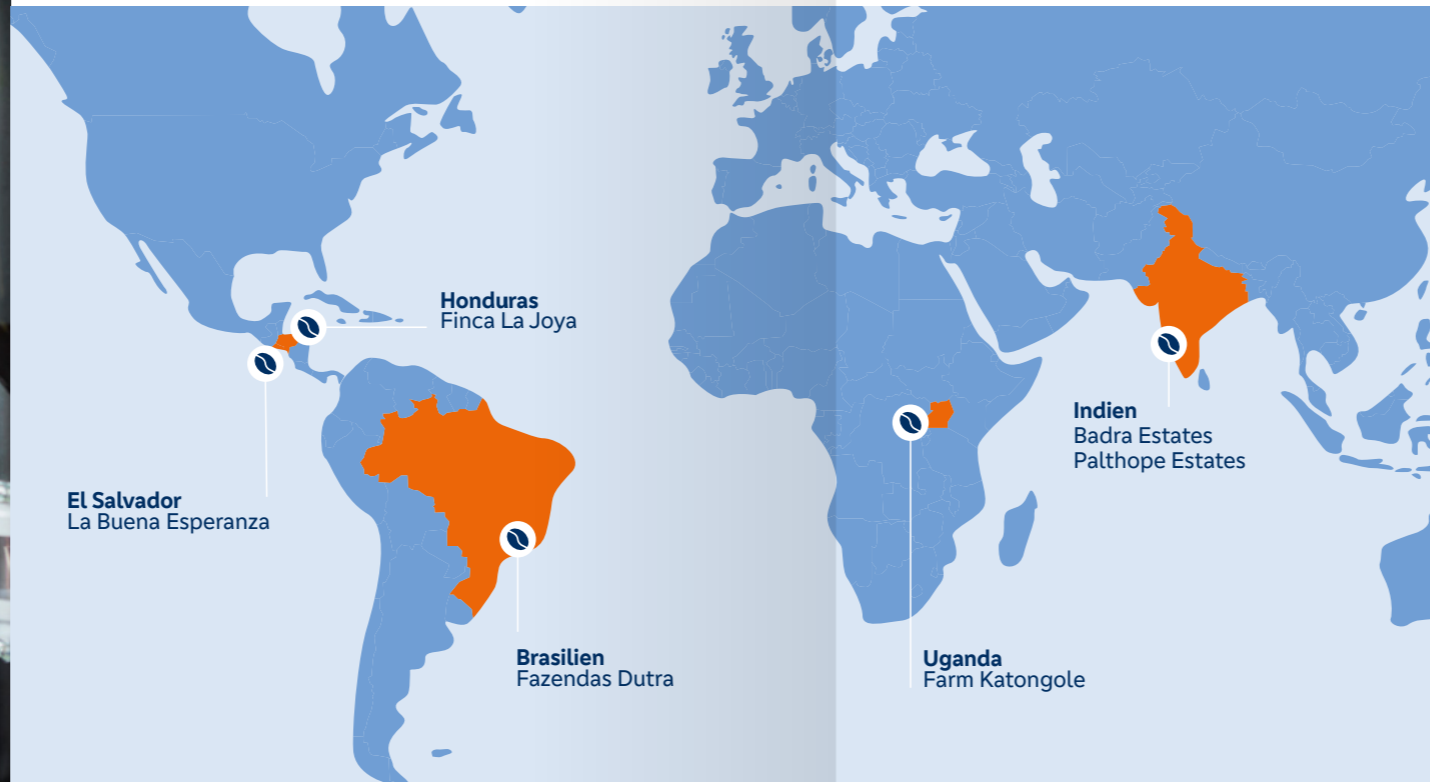 Honduras
Finca La Joya
El Salvador
La Buena Esperanza
Brasilien
Fazendas Dutra
Indien
Badra Estates
Palthope Estates
Uganda
Farm Katongole